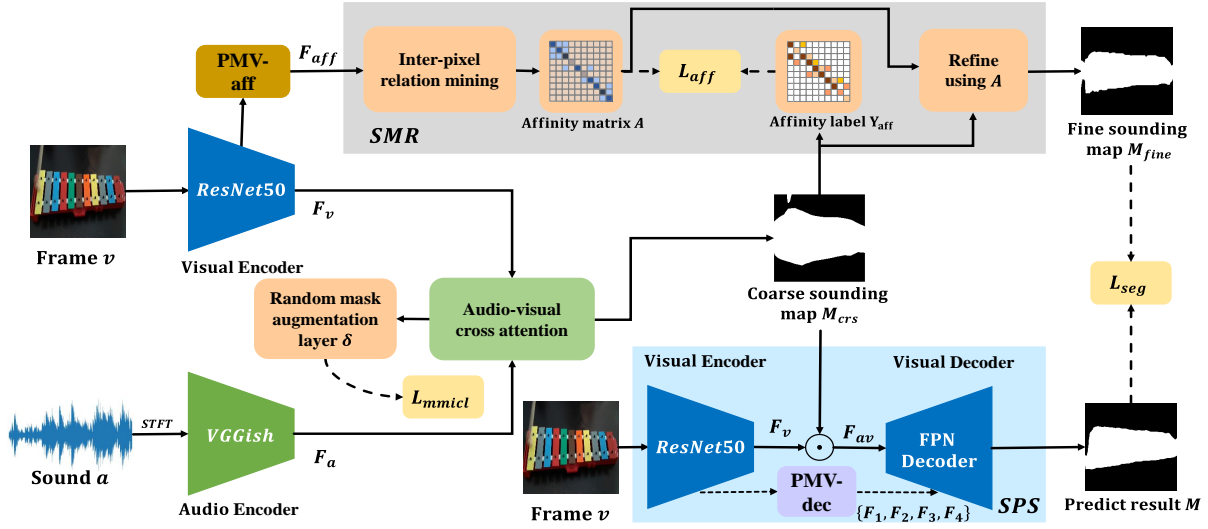 PMV-
aff
F_aff
Inter-pixel
relation mining
Affinity matrix A
L_aff
Affinity label Y_aff
Refine
using A
SMR
Fine sounding
map M_fine
ResNet50
F_v
Frame v
Visual Encoder
Random mask
augmentation
layer δ
Audio-visual
cross attention
Coarse sounding
map M_crs
L_seg
L_mmicl
STFT
VGGish
F_a
Sound a
Audio Encoder
Visual Encoder
Visual Decoder
ResNet50
F_v
F_av
FPN
Decoder
PMV-
dec
{F_1, F_2, F_3, F_4}
SPS
Frame v
Predict result M